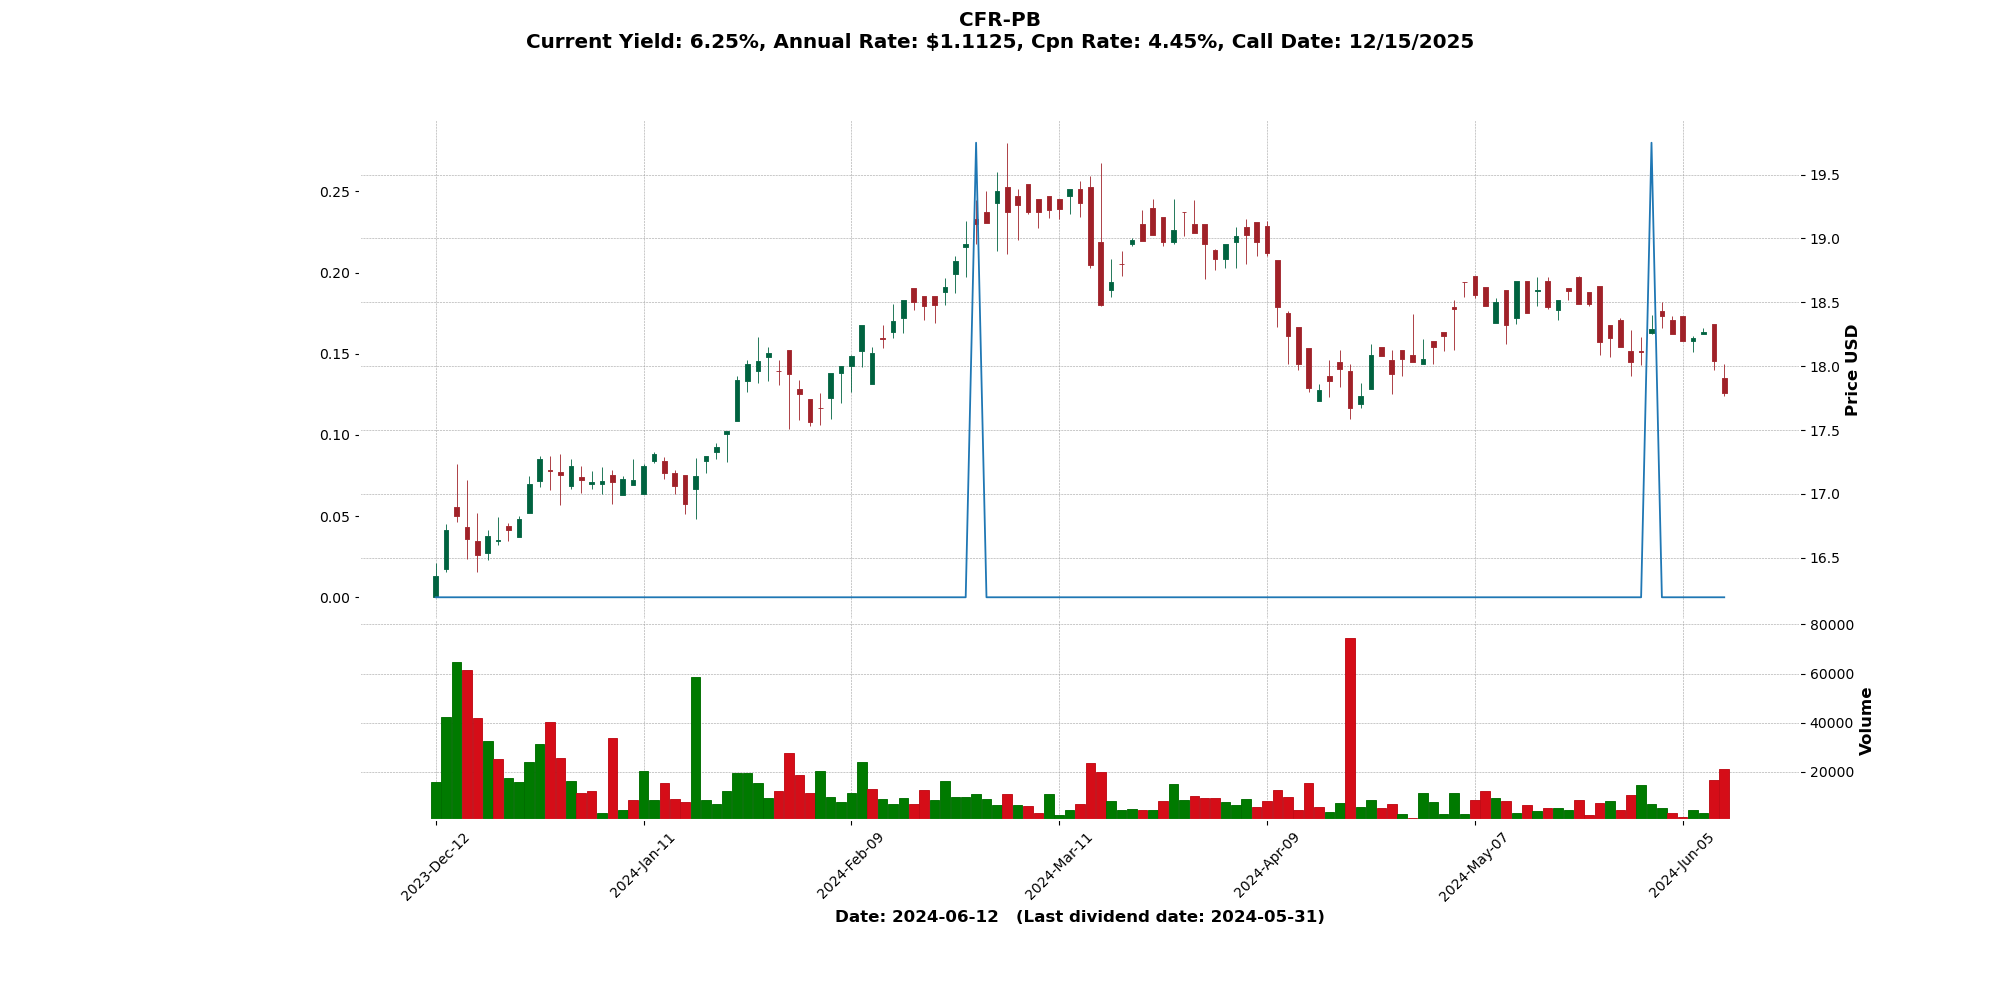 CFR-PB
Current Yield: 6.25%, Annual Rate: $1.1125, Cpn Rate: 4.45%, Call Date: 12/15/2025
0.25
0.20
0.15
0.10
0.05
0.00
19.5
19.0
18.5
18.0
17.5
17.0
16.5
Price USD
80000
60000
40000
20000
Volume
2023-Dec-12
2024-Jan-11
2024-Feb-09
2024-Mar-11
2024-Apr-09
2024-May-07
2024-Jun-05
Date: 2024-06-12 (Last dividend date: 2024-05-31)